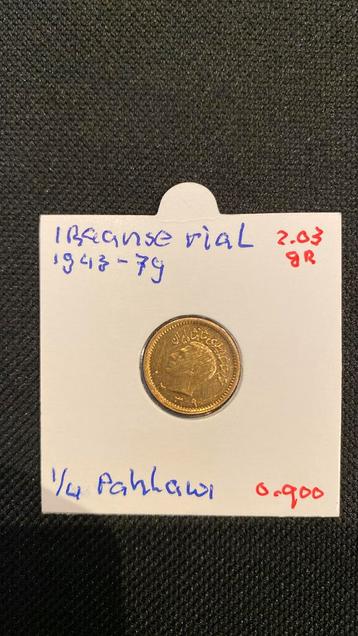 IRaanse rial 2.03
1943-79 gR
1/4 Pahlawi 0.900